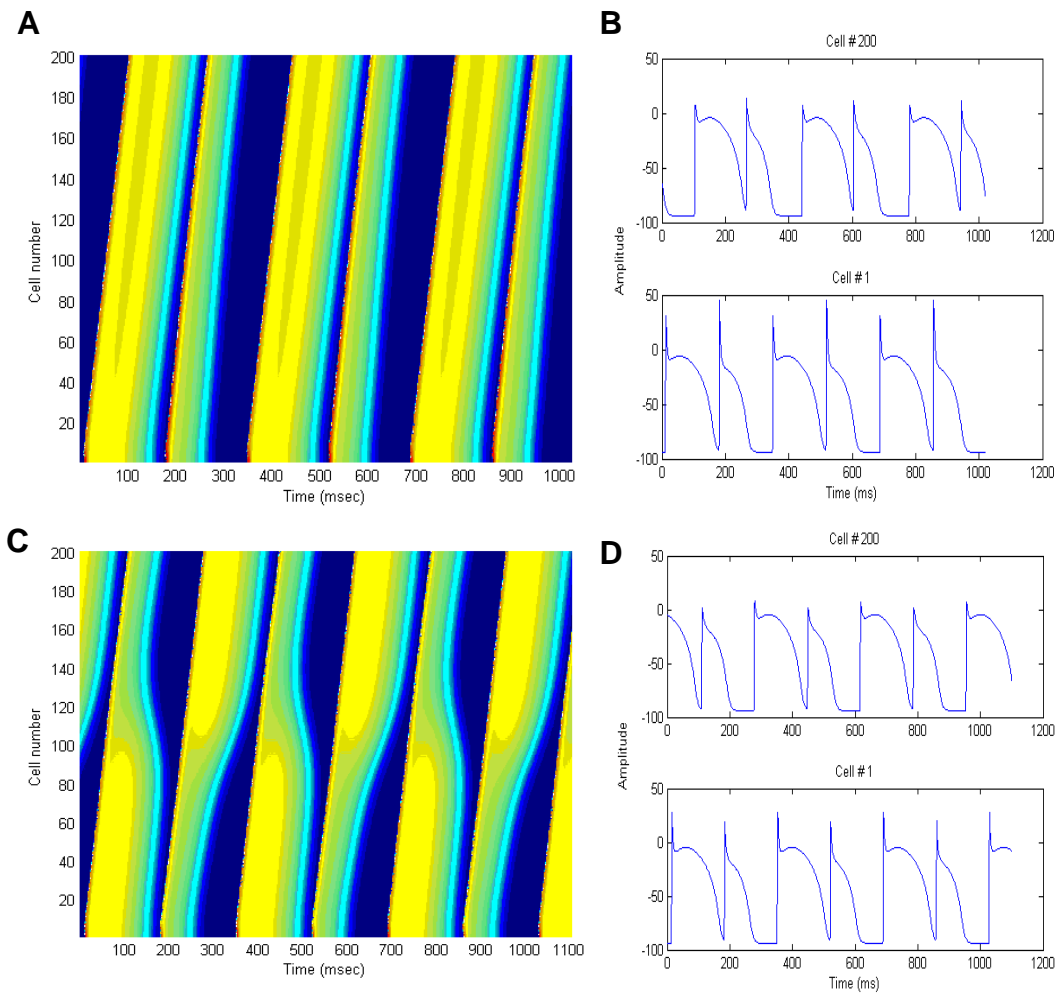 A
Cell number
200
180
160
140
120
100
80
60
40
20
100 200 300 400 500 600 700 800 900 1000
Time (msec)
B
Cell # 200
50
0
-50
-100
0 200 400 600 800 1000 1200
Amplitude
Cell # 1
50
0
-50
-100
0 200 400 600 800 1000 1200
Time (ms)
C
Cell number
200
180
160
140
120
100
80
60
40
20
100 200 300 400 500 600 700 800 900 1000 1100
Time (msec)
D
Cell # 200
50
0
-50
-100
0 200 400 600 800 1000 1200
Amplitude
Cell # 1
50
0
-50
-100
0 200 400 600 800 1000 1200
Time (ms)